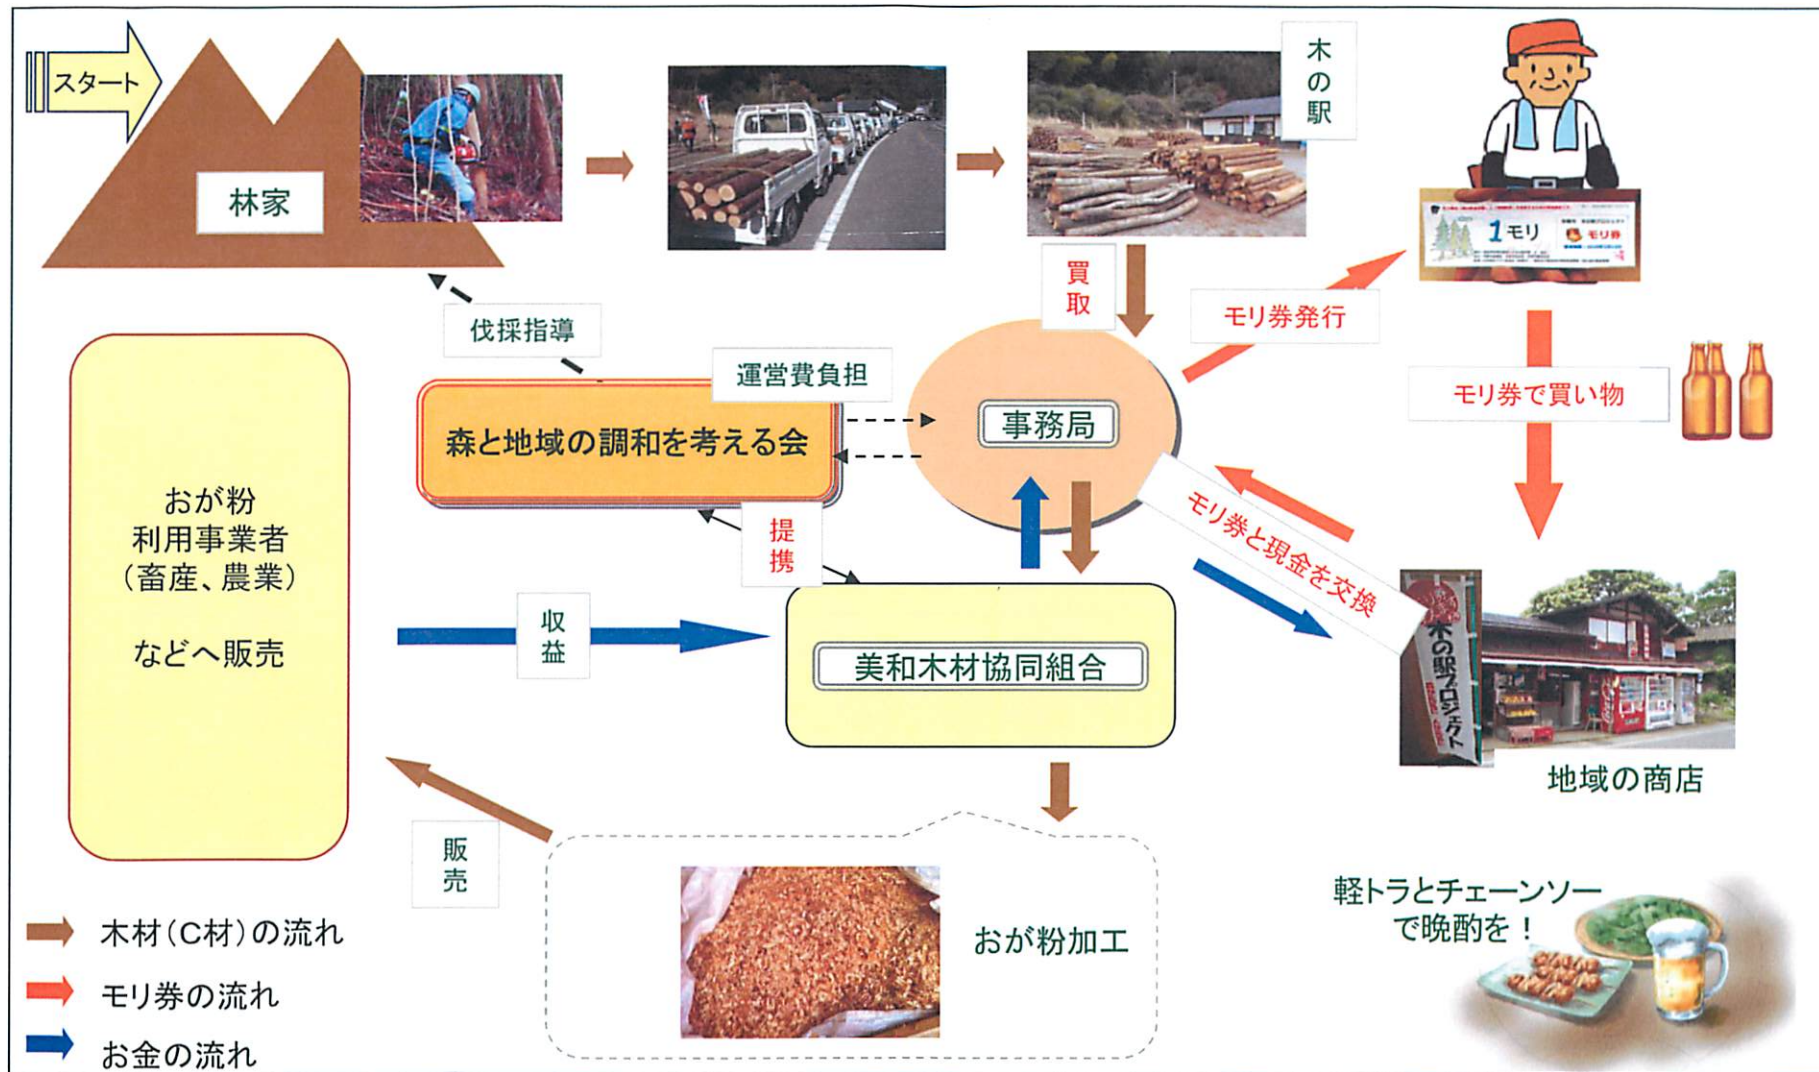 スタート
林家
木の駅
1モリ
モリ券
買取
モリ券発行
伐採指導
運営費負担
モリ券で買い物
森と地域の調和を考える会
事務局
提携
モリ券と現金を交換
おが粉
利用事業者
(畜産、農業)
などへ販売
収益
美和木材協同組合
木の駅プロジェクト
地域の商店
販売
おが粉加工
軽トラとチェーンソー
で晩酌を!
木材(C材)の流れ
モリ券の流れ
お金の流れ